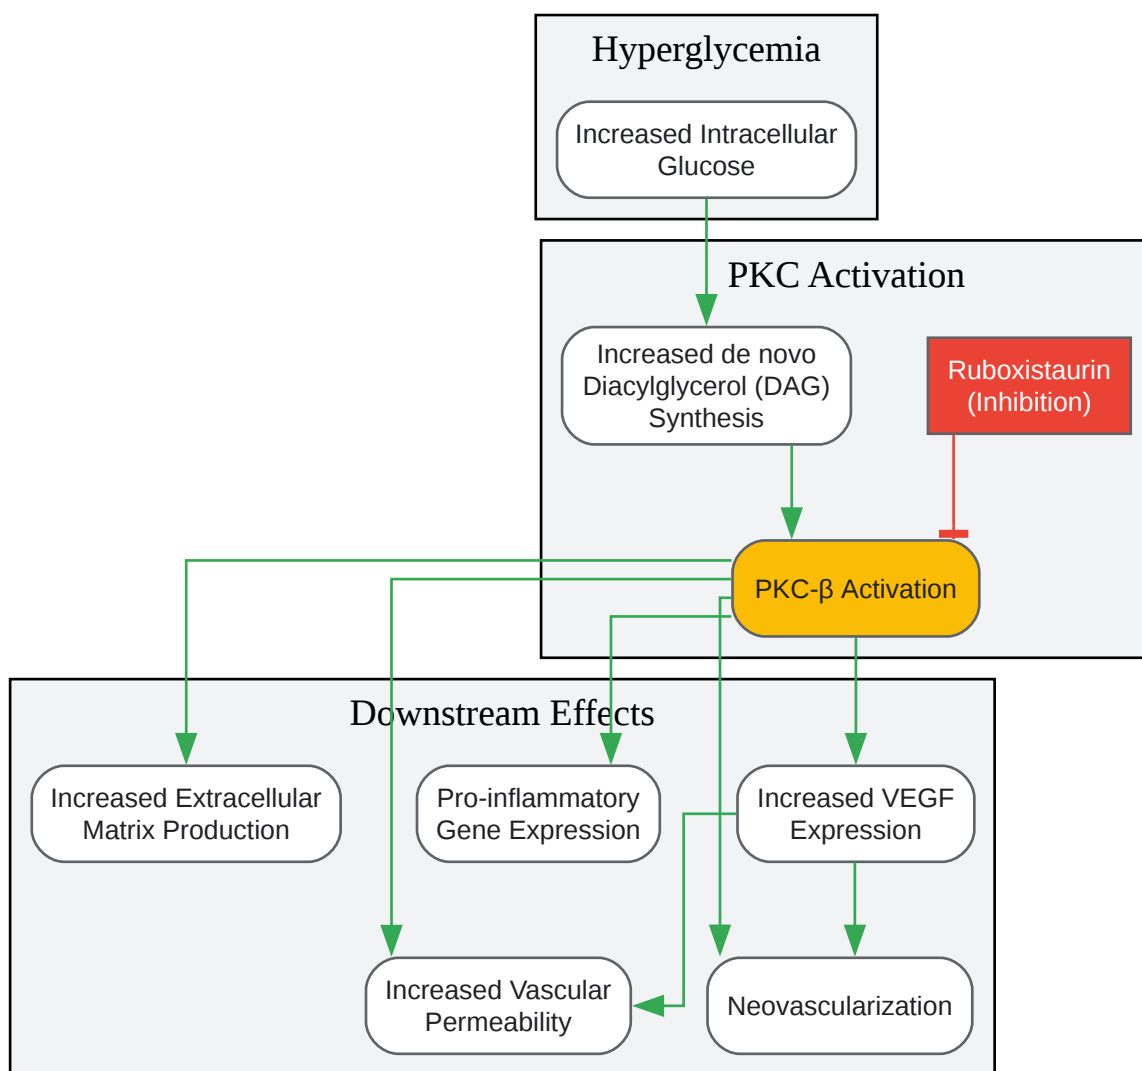 Hyperglycemia
Increased Intracellular
Glucose
PKC Activation
Increased de novo
Diacylglycerol (DAG)
Synthesis
Ruboxistaurin
(Inhibition)
PKC-β Activation
Downstream Effects
Increased Extracellular
Matrix Production
Pro-inflammatory
Gene Expression
Increased VEGF
Expression
Increased Vascular
Permeability
Neovascularization